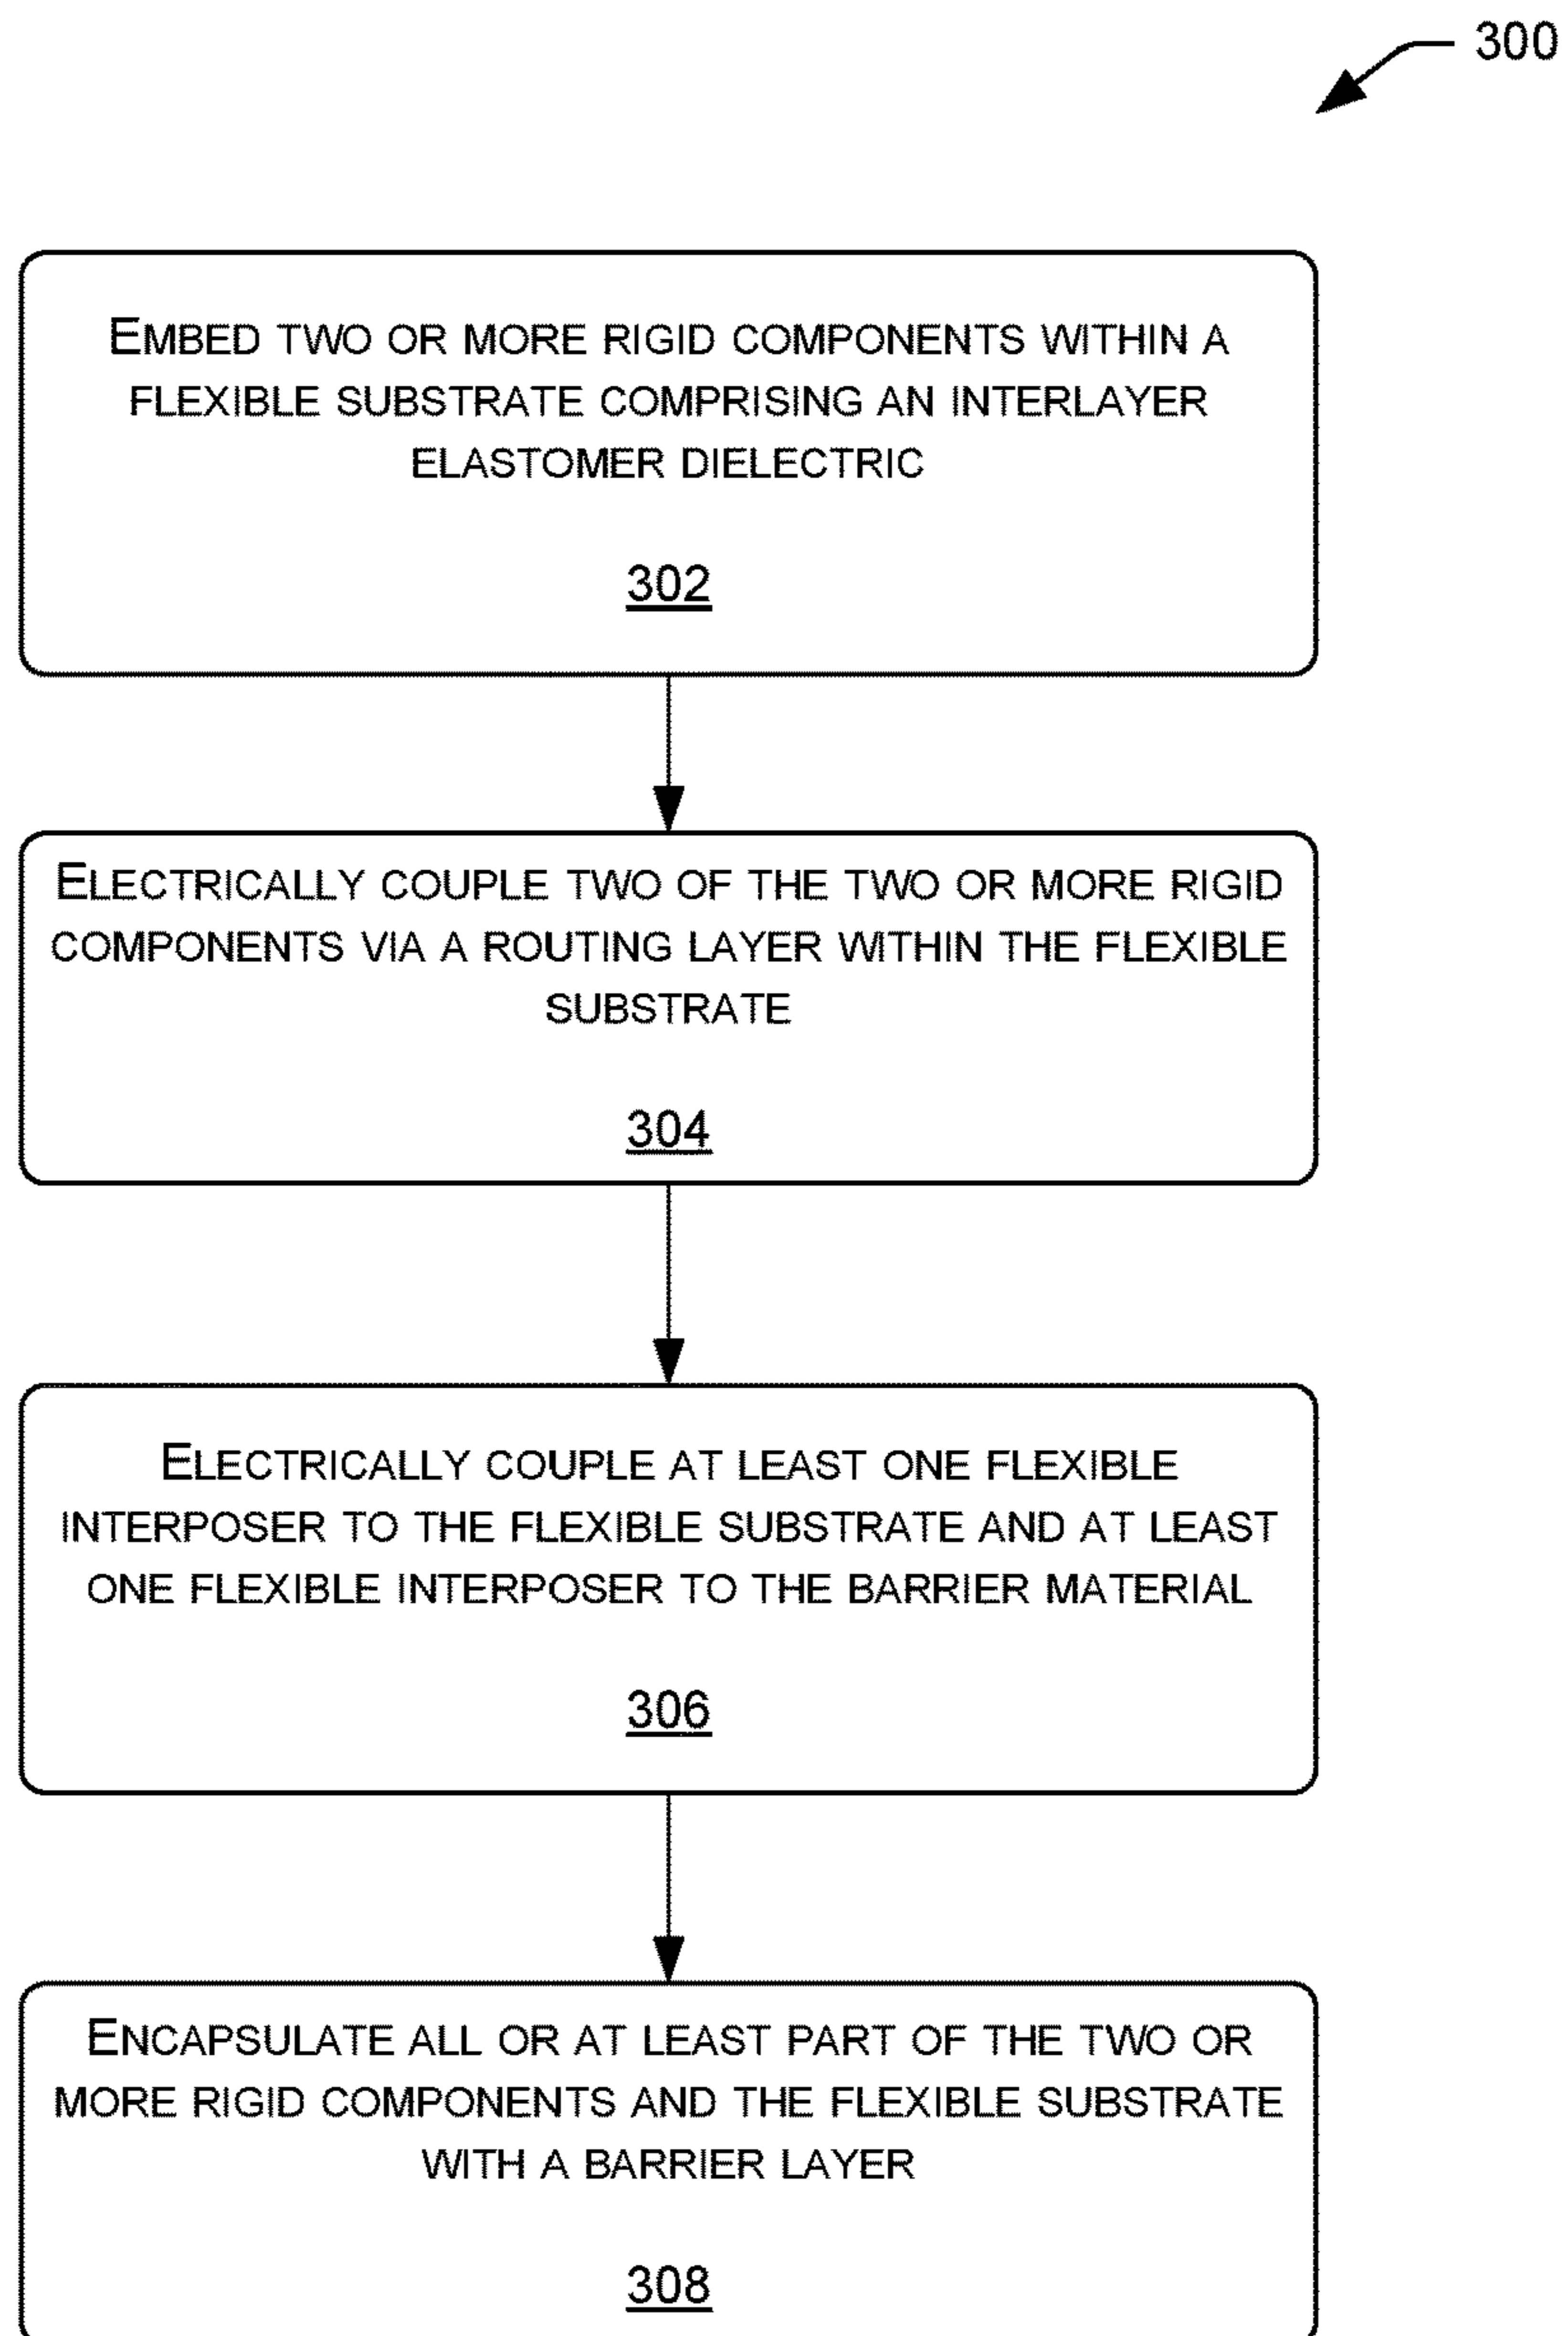 300
EMBED TWO OR MORE RIGID COMPONENTS WITHIN A
FLEXIBLE SUBSTRATE COMPRISING AN INTERLAYER
ELASTOMER DIELECTRIC
302
ELECTRICALLY COUPLE TWO OF THE TWO OR MORE RIGID
COMPONENTS VIA A ROUTING LAYER WITHIN THE FLEXIBLE
SUBSTRATE
304
ELECTRICALLY COUPLE AT LEAST ONE FLEXIBLE
INTERPOSER TO THE FLEXIBLE SUBSTRATE AND AT LEAST
ONE FLEXIBLE INTERPOSER TO THE BARRIER MATERIAL
306
ENCAPSULATE ALL OR AT LEAST PART OF THE TWO OR
MORE RIGID COMPONENTS AND THE FLEXIBLE SUBSTRATE
WITH A BARRIER LAYER
308